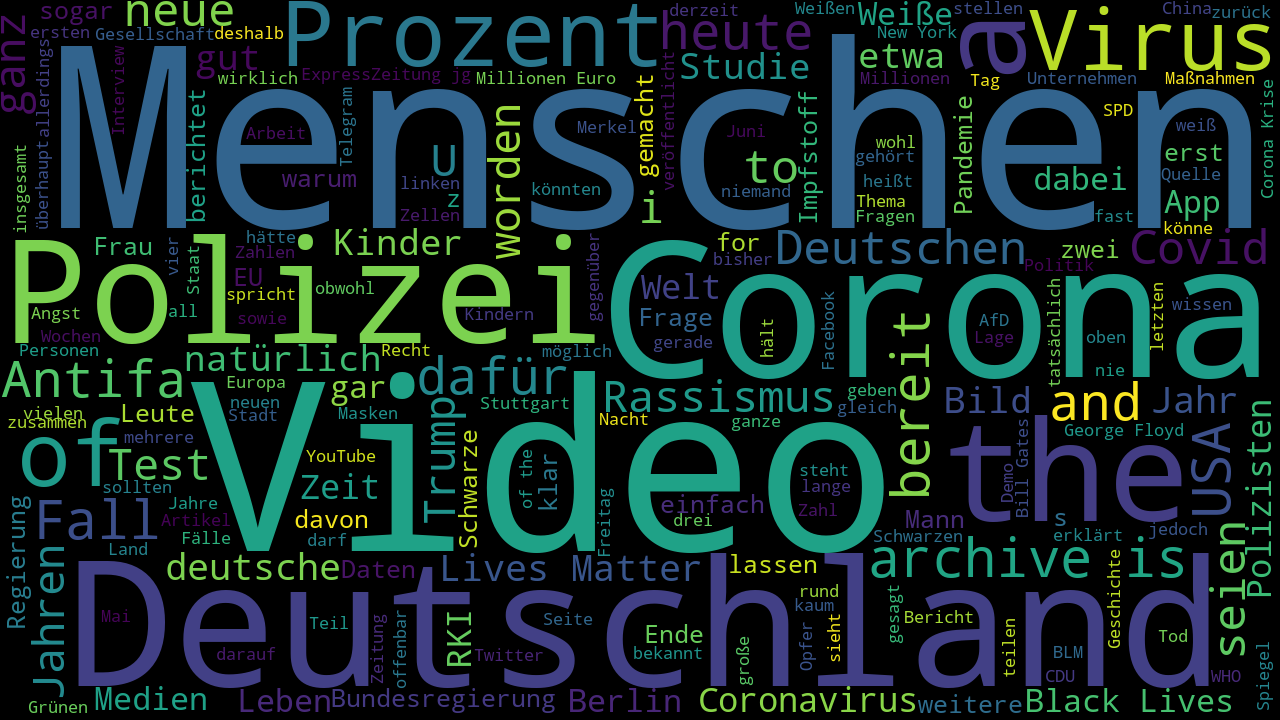 ganz
sogar
neue
Prozent
heute
derzeit
Weißen
Weiße
stellen
China
zurück
ersten
Gesellschaft
deshalb
gut
New York
a
Virus
wirklich
ExpressZeitung jg
Millionen Euro
Studie
etwa
Millionen
Tag
Unternehmen
Maßnahmen
Menschen
allerdings
Interview
berichtet
Arbeit
Telegram
Merkel
gemacht
veröffentlicht
Juni
Impfstoff
wohl
SPD
weiß
Corona Krise
insgesamt
überhaupt
warum
U
linken
z
Zellen
worden
könnten
i
to
niemand
gehört
heißt
Thema
Fragen
Pandemie
dabei
fast
erst
Quelle
App
könne
Polizei
Frau
vier
Staat
hätte
Zahlen
EU
spricht
sowie
all
Kinder
obwohl
Kindern
gegenüber
Corona
for
bisher
Deutschen
zwei
Covid
Politik
Welt
Frage
gerade
hält
Facebook
AfD
Lage
oben
tatsächlich
letzten
wissen
nie
Angst
Wochen
Personen
natürlich
Recht
möglich
Antifa
Europa
gar
dafür
Rassismus
geben
gleich
bereit
Bild
and
Jahr
vielen
zusammen
Leute
neuen
Stadt
Masken
Stuttgart
Nacht
ganze
George Floyd
mehrere
of
Test
Video
YouTube
Zeit
Trump
Schwarze
of the
klar
steht
lange
the
Demo
Bill Gates
USA
Polizisten
sollten
Jahre
Artikel
Fälle
davon
darf
Freitag
einfach
drei
Zahl
Mann
Schwarzen
s
erklärt
jedoch
Regierung
Fall
Land
Jahren
deutsche
Daten
Lives Matter
lassen
archive is
seien
Deutschland
Mai
darauf
Teil
Zeitung
offenbar
RKI
Twitter
Seite
Ende
bekannt
große
rund
kaum
Opfer
sieht
gesagt
Bericht
teilen
BLM
CDU
Geschichte
Tod
WHO
Spiegel
Grünen
Medien
Leben
Bundesregierung
Berlin
Coronavirus
weitere
Black Lives